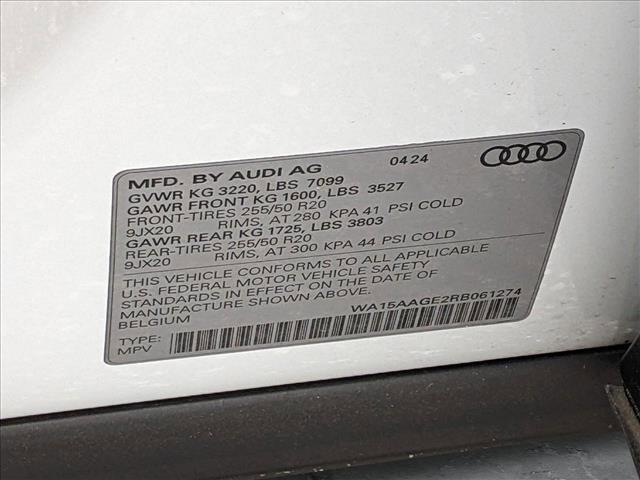 MFD. BY AUDI AG 04 24
GVWR KG 3220, LBS 7099
GAWR FRONT KG 1600, LBS 3527
FRONT-TIRES 255/50 R20
9JX20 RIMS, AT 280 KPA 41 PSI COLD
GAWR REAR KG 1725, LBS 3803
REAR-TIRES 255/50 R20
9JX20 RIMS, AT 300 KPA 44 PSI COLD
THIS VEHICLE CONFORMS TO ALL APPLICABLE
U.S. FEDERAL MOTOR VEHICLE SAFETY
STANDARDS IN EFFECT ON THE DATE OF
MANUFACTURE SHOWN ABOVE.
BELGIUM
WA15AAGE2RB061274
TYPE:
MPV